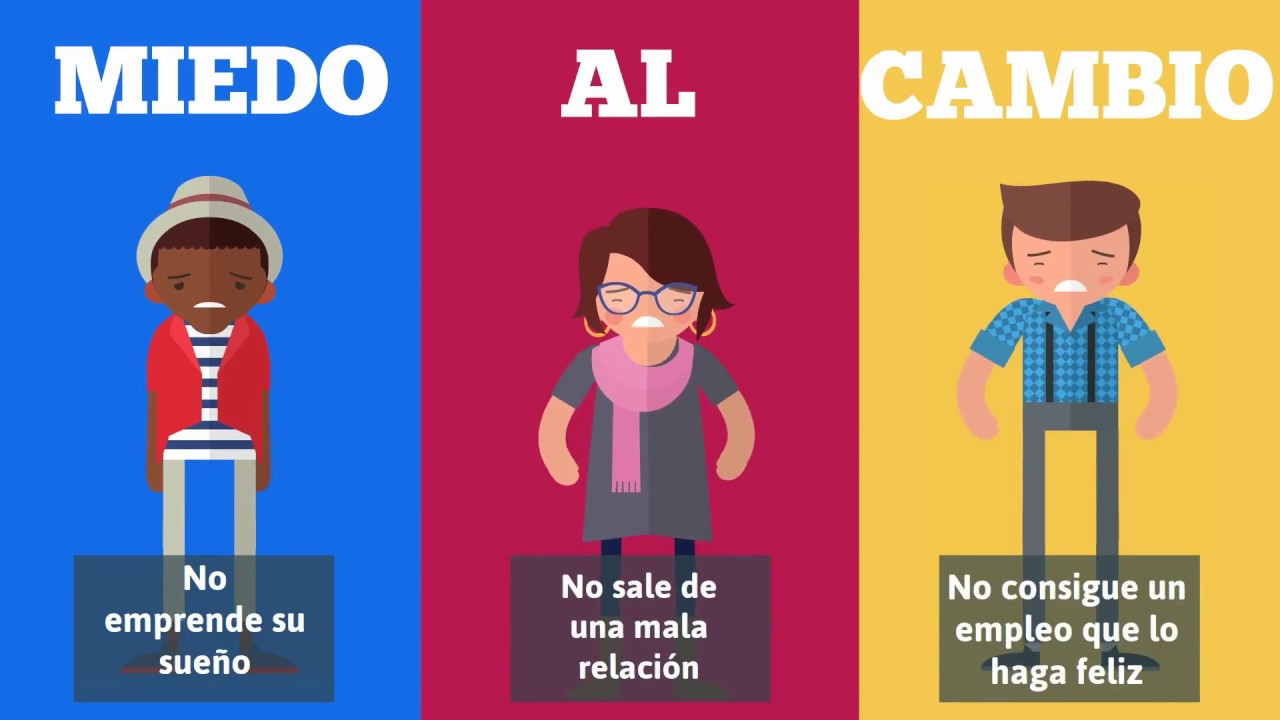 MIEDO AL CAMBIO
No
emprende su
sueño
No sale de
una mala
relación
No consigue un
empleo que lo
haga feliz